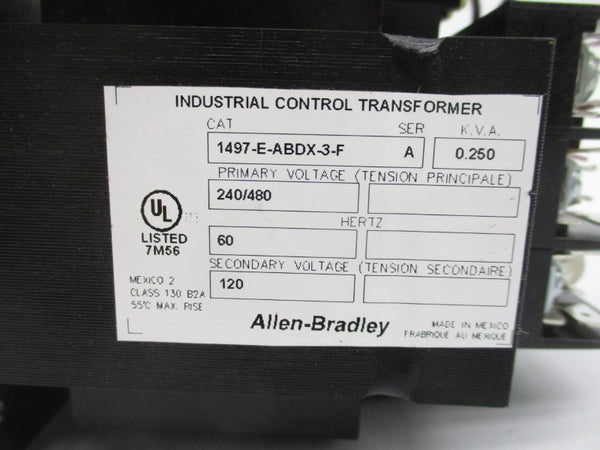 INDUSTRIAL CONTROL TRANSFORMER
CAT SER K.V.A.
1497-E-ABDX-3-F A 0.250
PRIMARY VOLTAGE (TENSION PRINCIPALE)
240/480
HERTZ
60
SECONDARY VOLTAGE (TENSION SECONDAIRE)
120
UL
LISTED
7M56
MEXICO 2
CLASS 130 B2A
55°C MAX. RISE
Allen-Bradley
MADE IN MEXICO
FRABRIQUE AU MEXIQUE